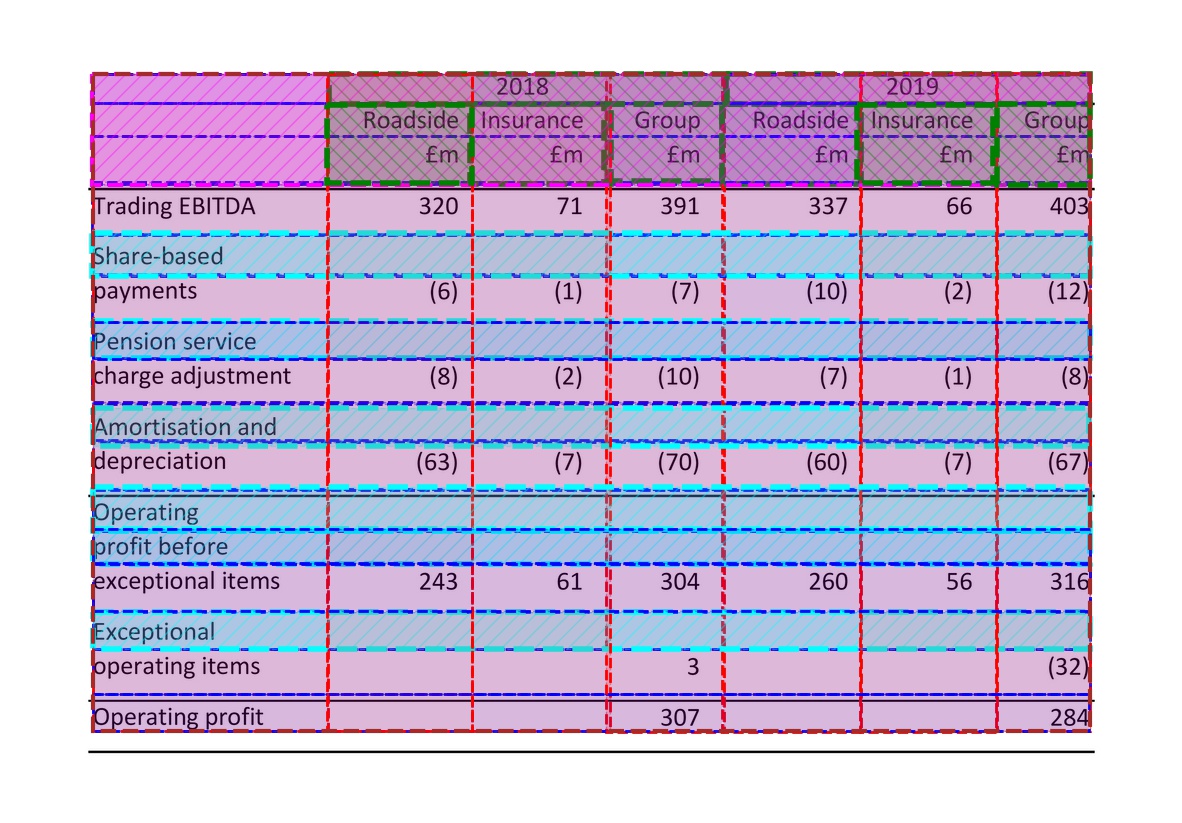 2018 2019
Roadside Insurance Group Roadside Insurance Group
£m £m £m £m £m £m
Trading EBITDA 320 71 391 337 66 403
Share-based
payments (6) (1) (7) (10) (2) (12)
Pension service
charge adjustment (8) (2) (10) (7) (1) (8)
Amortisation and
depreciation (63) (7) (70) (60) (7) (67)
Operating
profit before
exceptional items 243 61 304 260 56 316
Exceptional
operating items 3 (32)
Operating profit 307 284